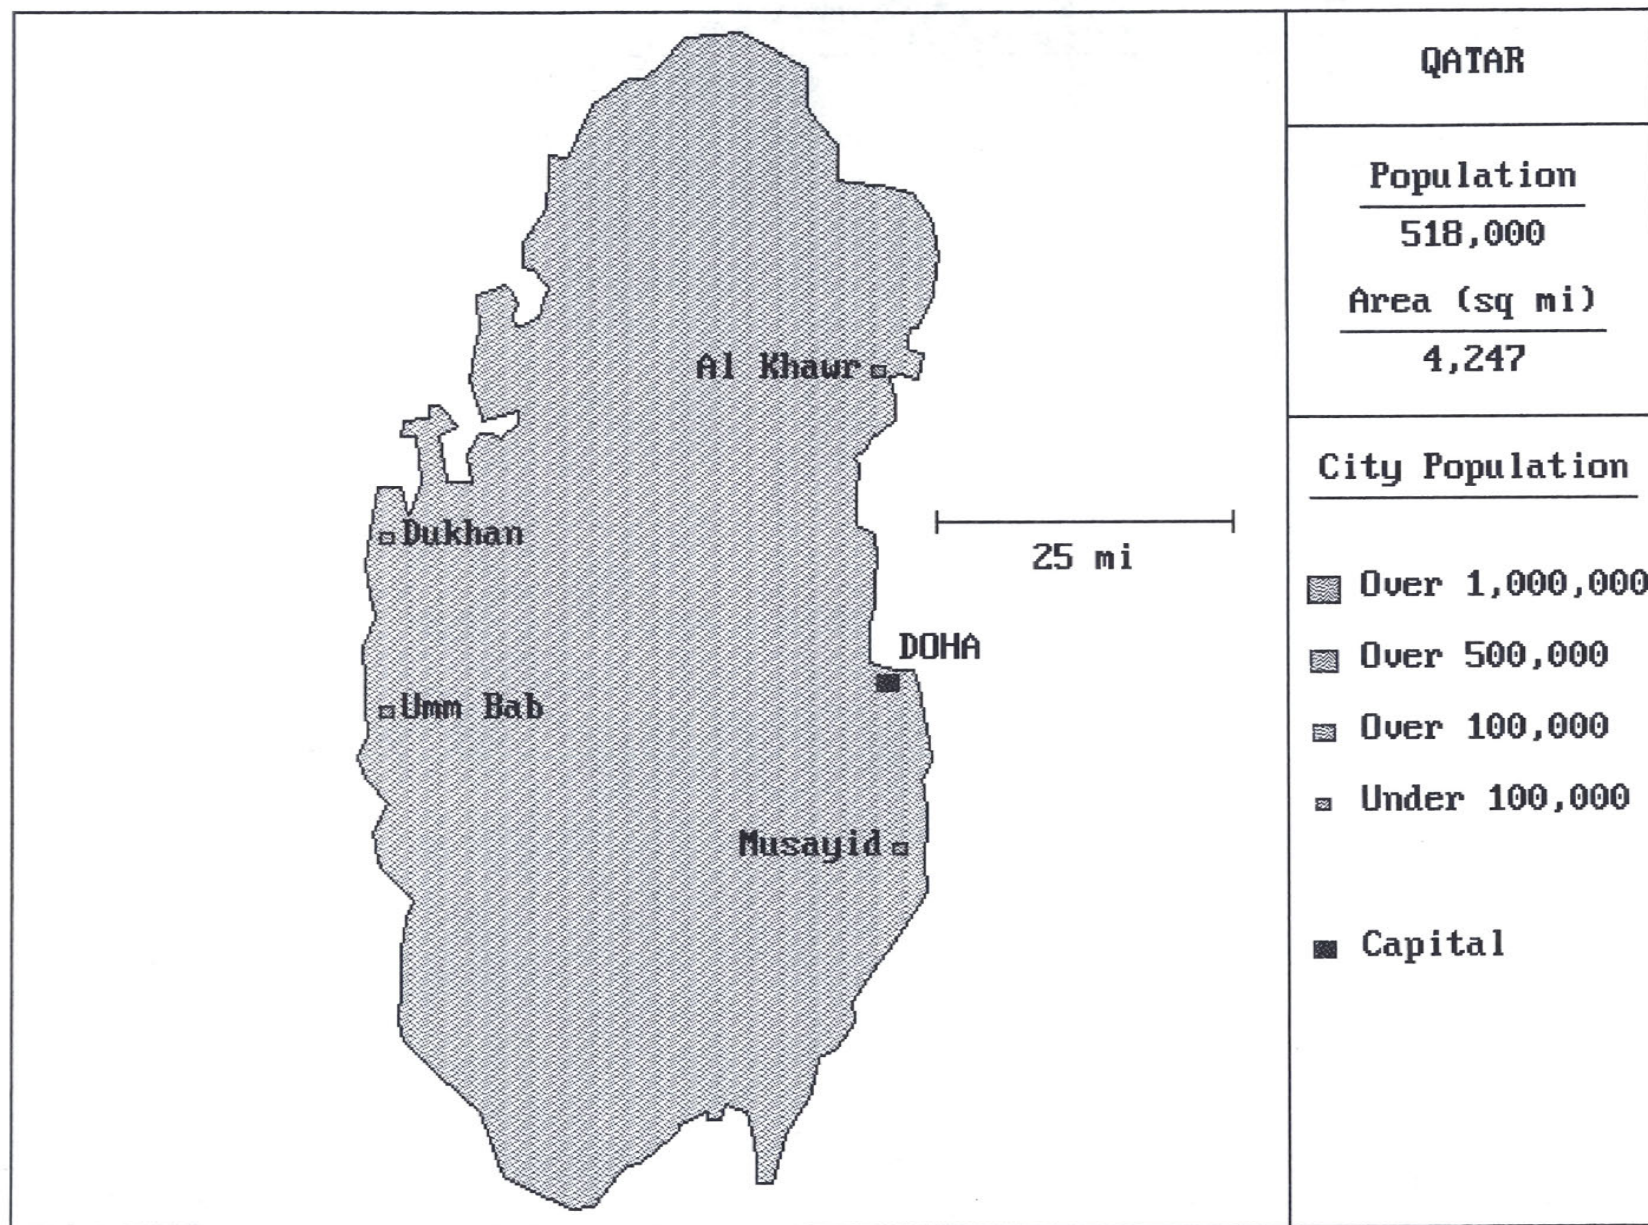 QATAR
Population
518,000
Area (sq mi)
4,247
City Population
Over 1,000,000
Over 500,000
Over 100,000
Under 100,000
Capital
Al Khawr
Dukhan
25 mi
DOHA
Umm Bab
Musayid